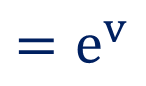 = e^v